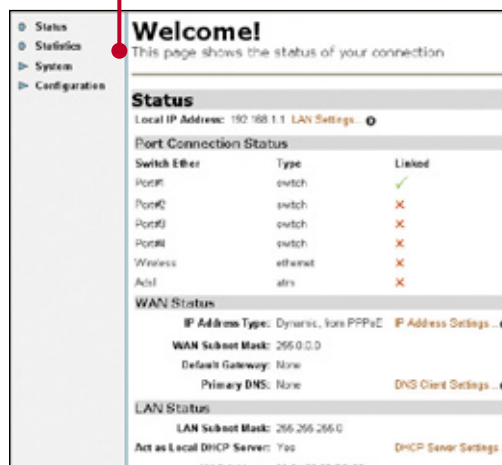 Status
Statistics
System
Configuration
Welcome!
This page shows the status of your connection
Status
Local IP Address: 192.168.1.1 LAN Settings...
Port Connection Status
Switch Ether Type Linked
Port#1 switch ✓
Port#2 switch ✗
Port#3 switch ✗
Port#4 switch ✗
Wireless ethernet ✗
Adsl atm ✗
WAN Status
IP Address Type: Dynamic, from PPPoE IP Address Settings...
WAN Subnet Mask: 255.0.0.0
Default Gateway: None
Primary DNS: None DNS Client Settings...
LAN Status
LAN Subnet Mask: 255.255.255.0
Act as Local DHCP Server: Yes DHCP Server Settings